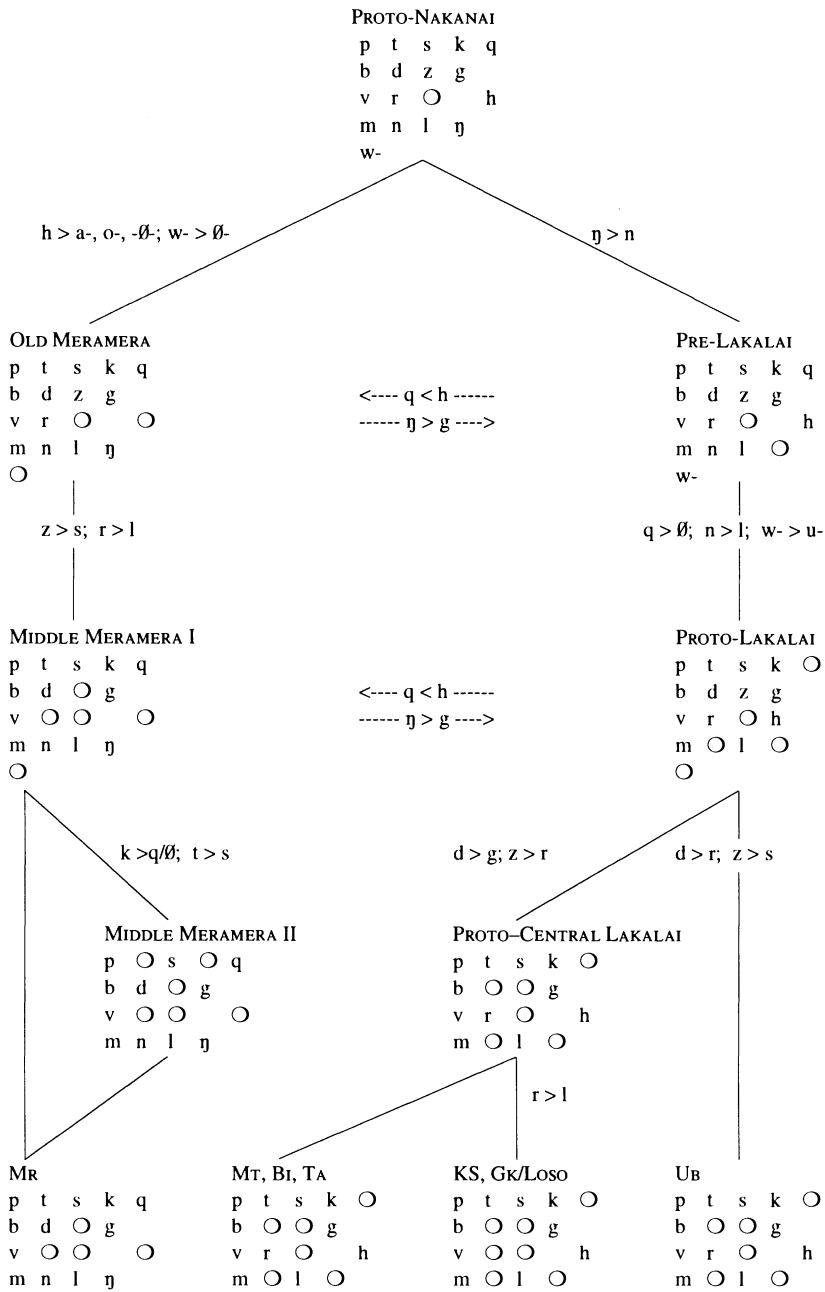 PROTO-NAKANAI
p t s k q
b d z g
v r ❍ h
m n l ŋ
w-
h > a-, o-, -Ø-; w- > Ø-
ŋ > n
OLD MERAMERA
p t s k q
b d z g
v r ❍ ❍
m n l ŋ
❍
<---- q < h ------
------ ŋ > g ---->
PRE-LAKALAI
p t s k q
b d z g
v r ❍ h
m n l ❍
w-
z > s; r > l
q > Ø; n > l; w- > u-
MIDDLE MERAMERA I
p t s k q
b d ❍ g
v ❍ ❍ ❍
m n l ŋ
❍
<---- q < h ------
------ ŋ > g ---->
PROTO-LAKALAI
p t s k ❍
b d z g
v r ❍ h
m ❍ l ❍
❍
k >q/Ø; t > s
d > g; z > r
d > r; z > s
MIDDLE MERAMERA II
p ❍ s ❍ q
b d ❍ g
v ❍ ❍ ❍
m n l ŋ
PROTO–CENTRAL LAKALAI
p t s k ❍
b ❍ ❍ g
v r ❍ h
m ❍ l ❍
r > l
MR
p t s k q
b d ❍ g
v ❍ ❍ ❍
m n l ŋ
MT, BI, TA
p t s k ❍
b ❍ ❍ g
v r ❍ h
m ❍ l ❍
KS, GK/LOSO
p t s k ❍
b ❍ ❍ g
v ❍ ❍ h
m ❍ l ❍
UB
p t s k ❍
b ❍ ❍ g
v r ❍ h
m ❍ l ❍